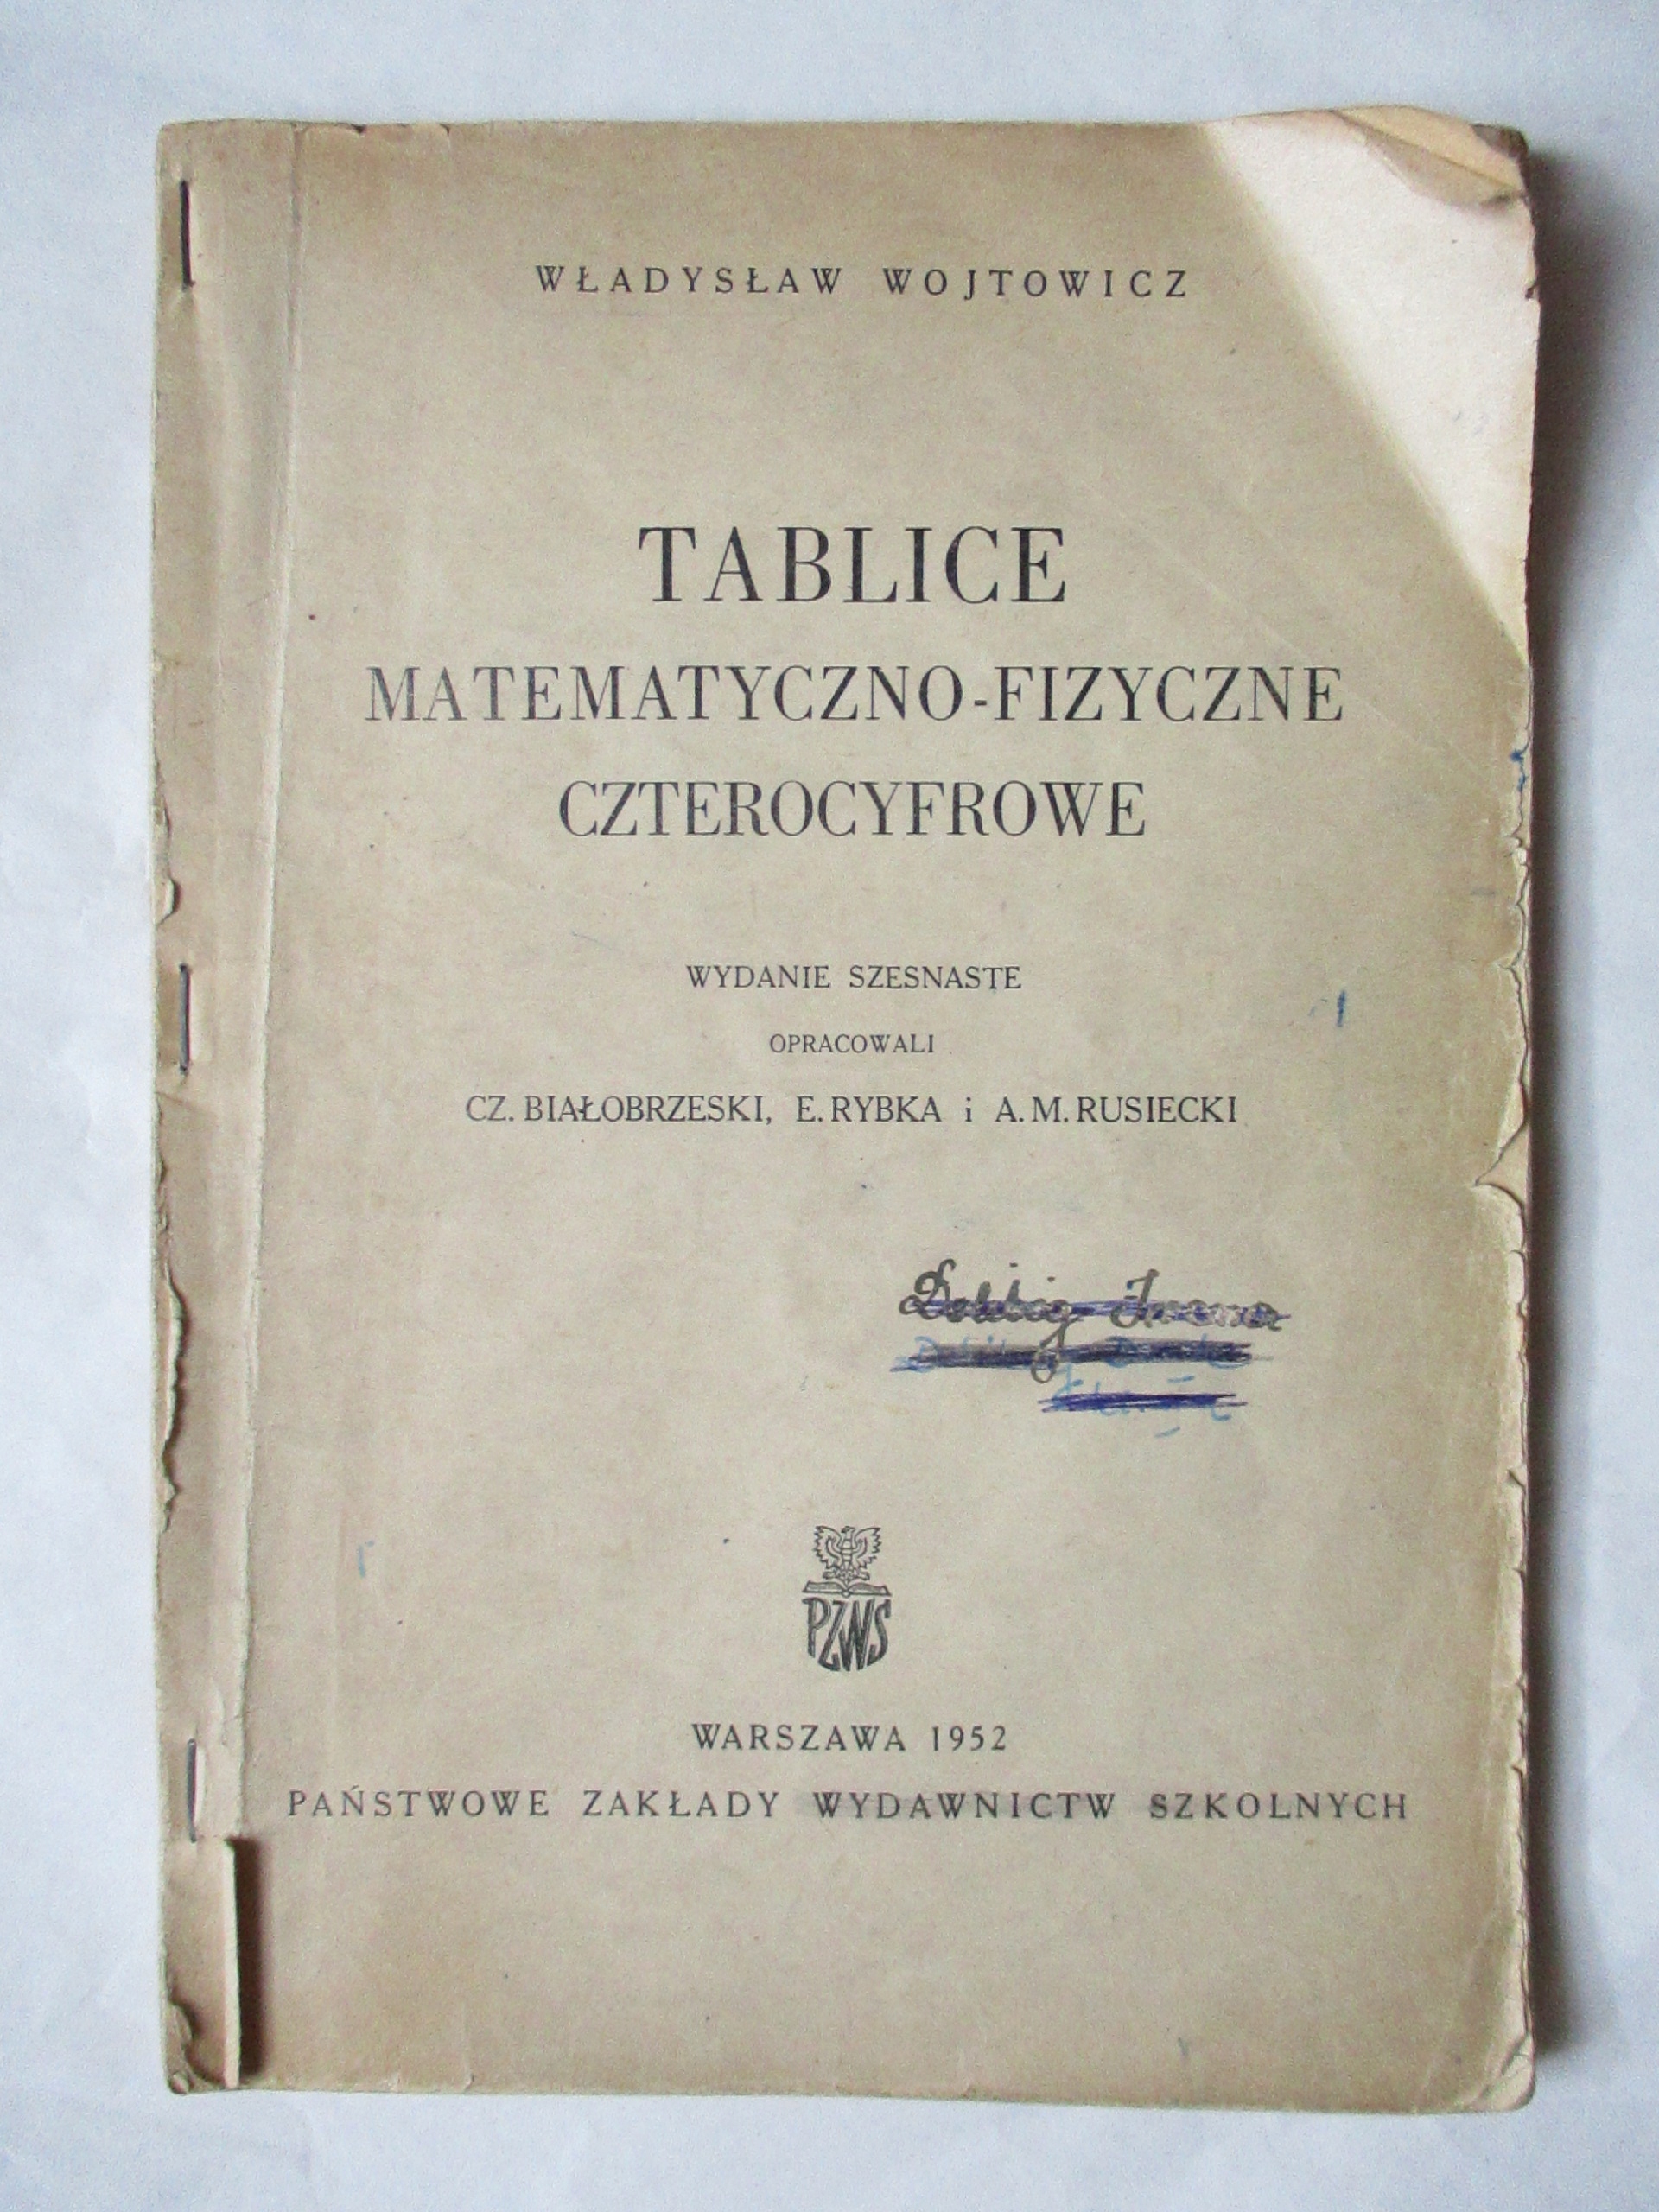 WŁADYSŁAW WOJTOWICZ
TABLICE
MATEMATYCZNO-FIZYCZNE
CZTEROCYFROWE
WYDANIE SZESNASTE
OPRACOWALI
CZ. BIAŁOBRZESKI, E. RYBKA i A. M. RUSIECKI
PZWS
WARSZAWA 1952
PAŃSTWOWE ZAKŁADY WYDAWNICTW SZKOLNYCH